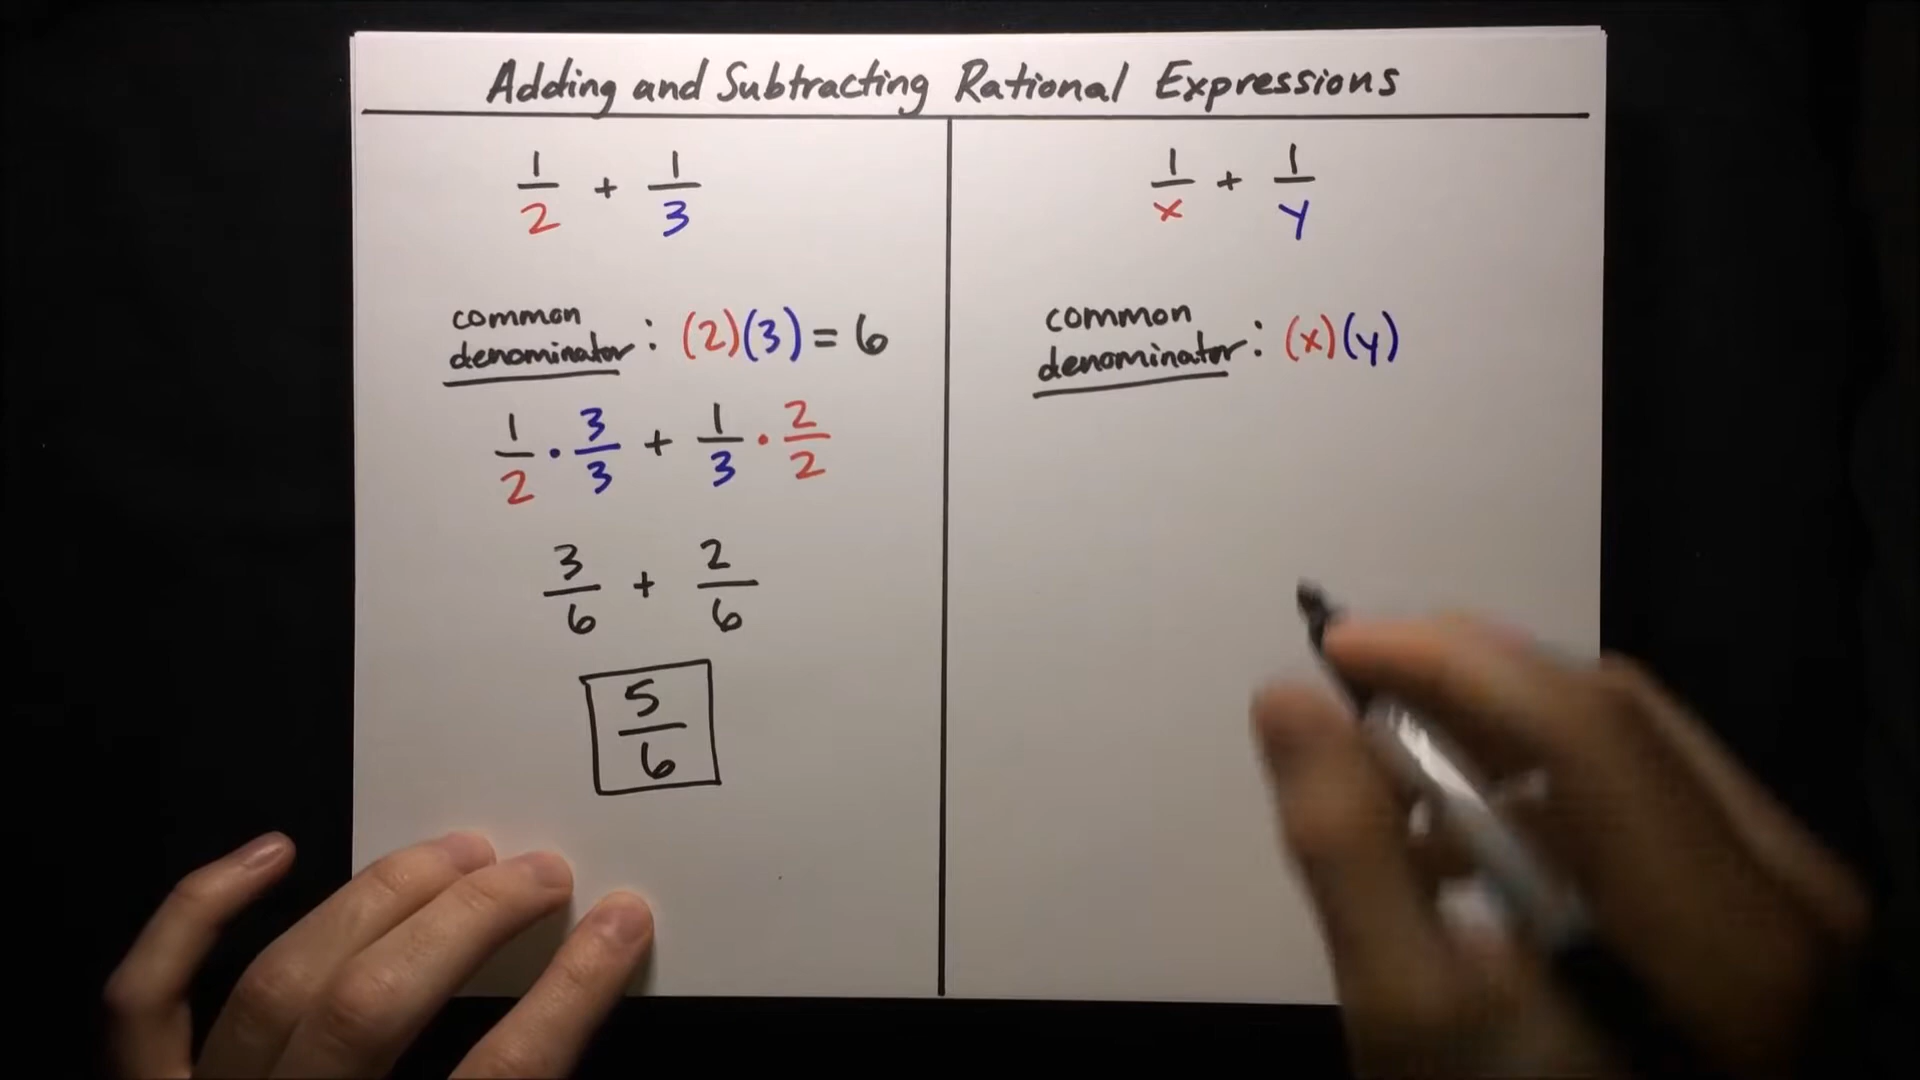 Adding and Subtracting Rational Expressions
1/2 + 1/3
common
denominator : (2)(3) = 6
1/2 · 3/3 + 1/3 · 2/2
3/6 + 2/6
5/6
1/x + 1/y
common
denominator : (x)(y)